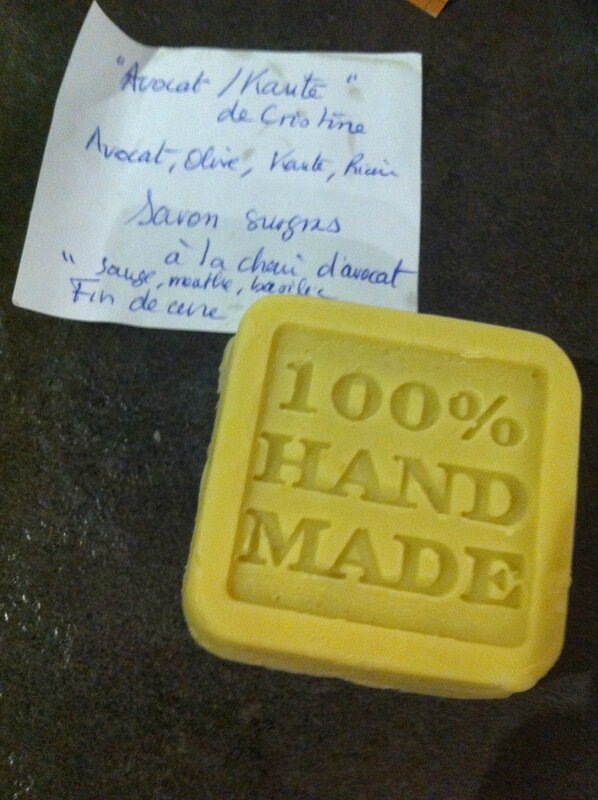 "Avocat / Karité"
de Cristine
Avocat, Olive, Karité, Ricin
Savon surgras
à la chair d'avocat
" sauge, menthe, basilic
Fin de cure
100%
HAND
MADE